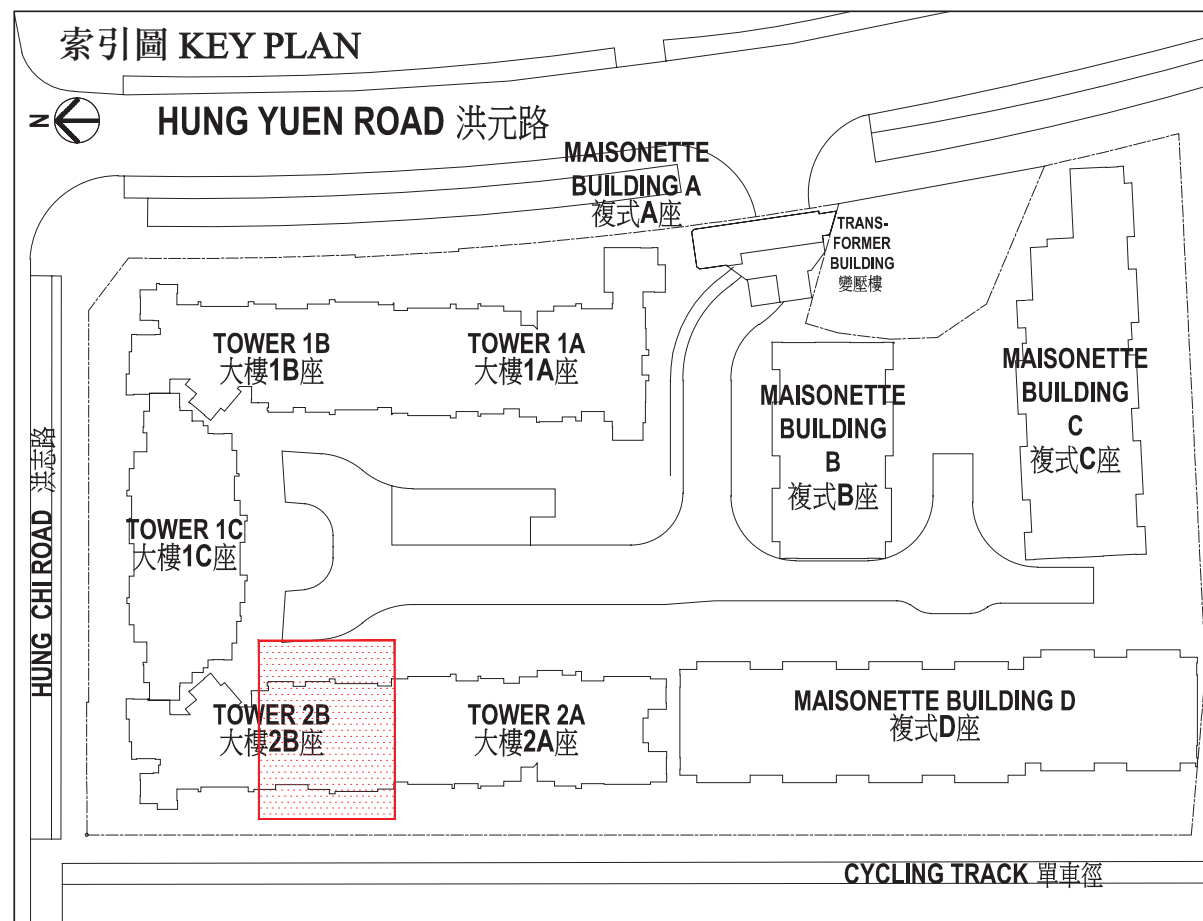 索引圖 KEY PLAN
N
HUNG YUEN ROAD 洪元路
MAISONETTE
BUILDING A
複式A座
TRANS-
FORMER
BUILDING
變壓樓
TOWER 1B
大樓1B座
TOWER 1A
大樓1A座
MAISONETTE
BUILDING
B
複式B座
MAISONETTE
BUILDING
C
複式C座
HUNG CHI ROAD 洪志路
TOWER 1C
大樓1C座
TOWER 2B
大樓2B座
TOWER 2A
大樓2A座
MAISONETTE BUILDING D
複式D座
CYCLING TRACK 單車徑